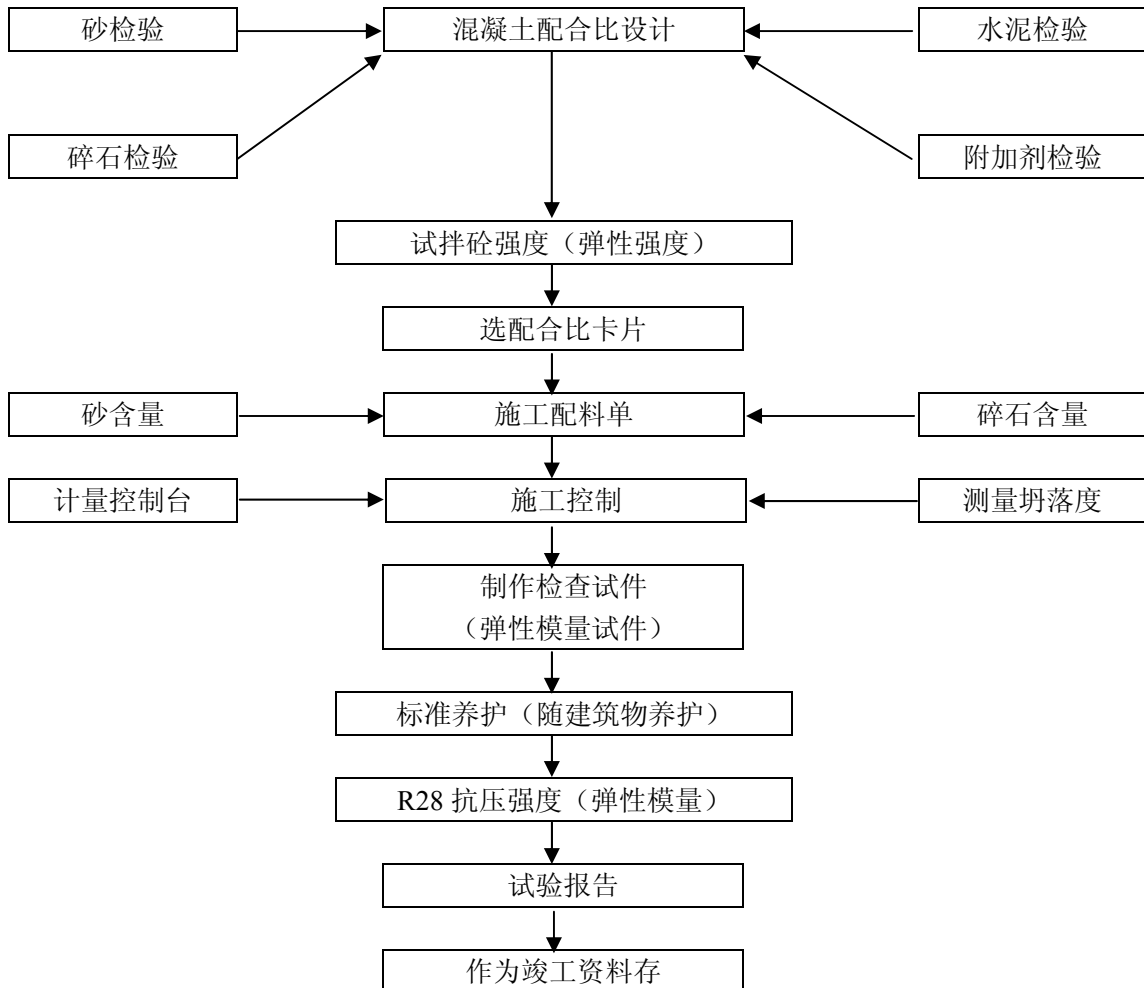 砂检验
混凝土配合比设计
水泥检验
碎石检验
附加剂检验
试拌砼强度（弹性强度）
选配合比卡片
砂含量
施工配料单
碎石含量
计量控制台
施工控制
测量坍落度
制作检查试件
（弹性模量试件）
标准养护（随建筑物养护）
R28 抗压强度（弹性模量）
试验报告
作为竣工资料存